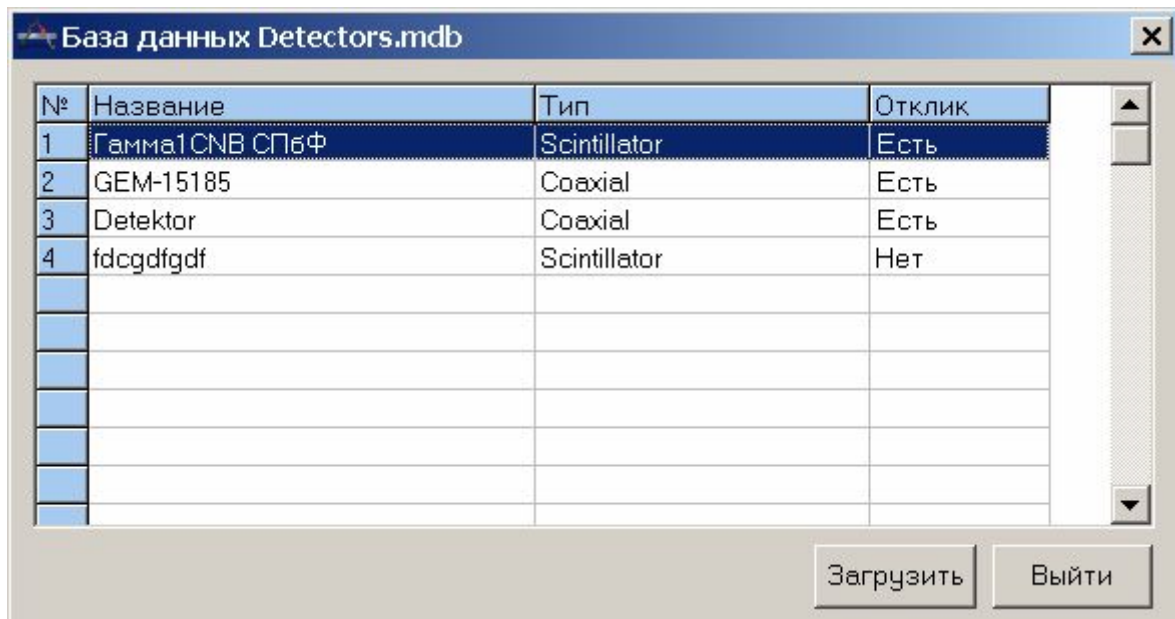 База данных Detectors.mdb
№ Название Тип Отклик
1 Гамма1CNB СПбФ Scintillator Есть
2 GEM-15185 Coaxial Есть
3 Detektor Coaxial Есть
4 fdcgdfgdf Scintillator Нет
Загрузить Выйти